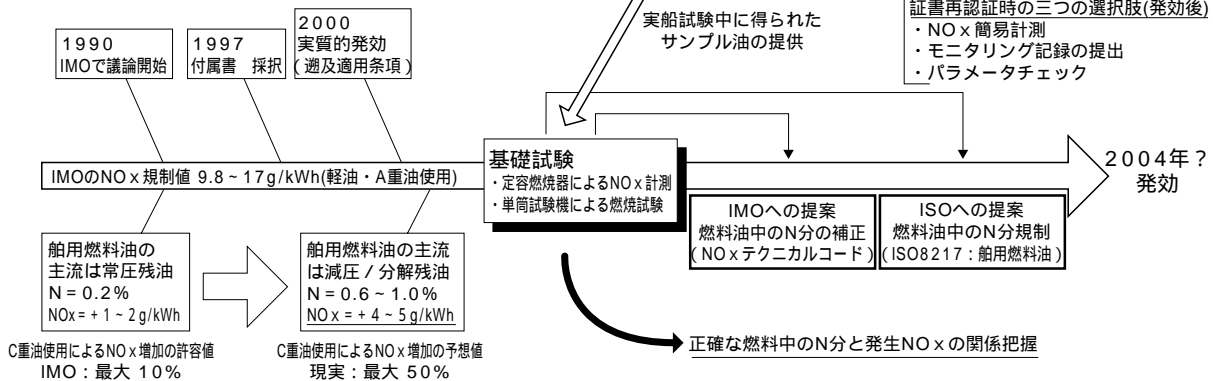 実船試験中に得られた
サンプル油の提供
証書再認証時の三つの選択肢(発効後)
・NOx簡易計測
・モニタリング記録の提出
・パラメータチェック
1990
IMOで議論開始
1997
付属書　採択
2000
実質的発効
(遡及適用条項)
IMOのNOx規制値 9.8~17g/kWh(軽油・A重油使用)
基礎試験
・定容燃焼器によるNOx計測
・単筒試験機による燃焼試験
2004年?
発効
IMOへの提案
燃料油中のN分の補正
(NOxテクニカルコード)
ISOへの提案
燃料油中のN分規制
(ISO8217:舶用燃料油)
舶用燃料油の
主流は常圧残油
N=0.2%
NOx=+1~2g/kWh
舶用燃料油の主流
は減圧/分解残油
N=0.6~1.0%
NOx=+4~5g/kWh
C重油使用によるNOx増加の許容値
IMO:最大 10%
C重油使用によるNOx増加の予想値
現実:最大 50%
正確な燃料中のN分と発生NOxの関係把握